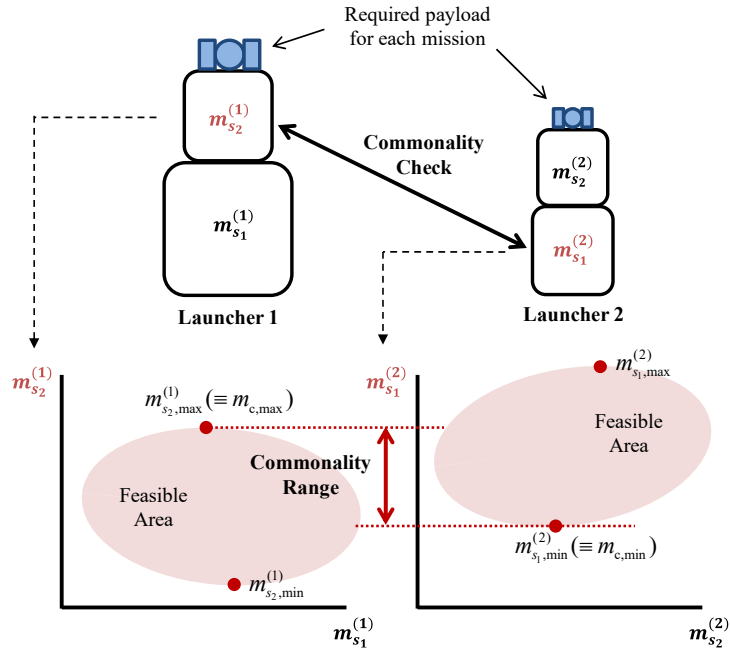 Required payload
for each mission
m_{s_2}^{(1)}
Commonality
Check
m_{s_2}^{(2)}
m_{s_1}^{(1)}
m_{s_1}^{(2)}
Launcher 1
Launcher 2
m_{s_2}^{(1)}
m_{s_1}^{(2)}
m_{s_1,max}^{(2)}
m_{s_2,max}^{(1)}(≡ m_{c,max})
Feasible
Area
Commonality
Range
Feasible
Area
m_{s_1,min}^{(2)}(≡ m_{c,min})
m_{s_2,min}^{(1)}
m_{s_1}^{(1)}
m_{s_2}^{(2)}